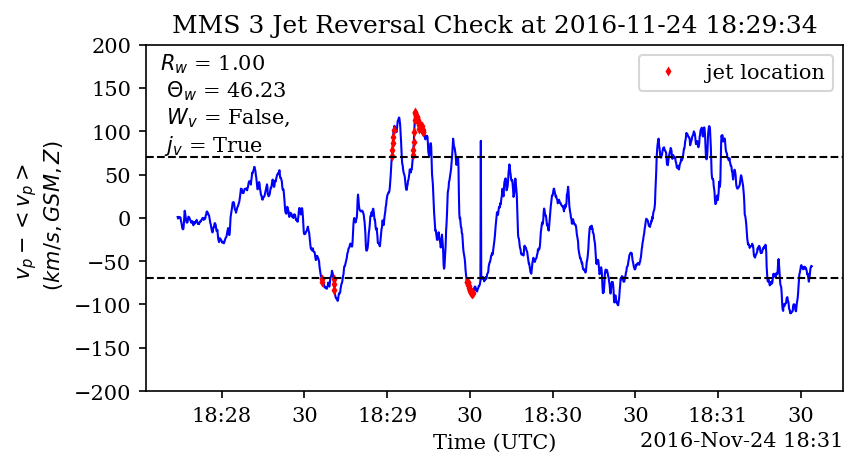 MMS 3 Jet Reversal Check at 2016-11-24 18:29:34
200
150
100
50
0
−50
−100
−150
−200
v_p − < v_p >
(km/s, GSM, Z)
R_w = 1.00
Θ_w = 46.23
W_v = False,
j_v = True
jet location
18:28 30 18:29 30 18:30 30 18:31 30
Time (UTC)
2016-Nov-24 18:31